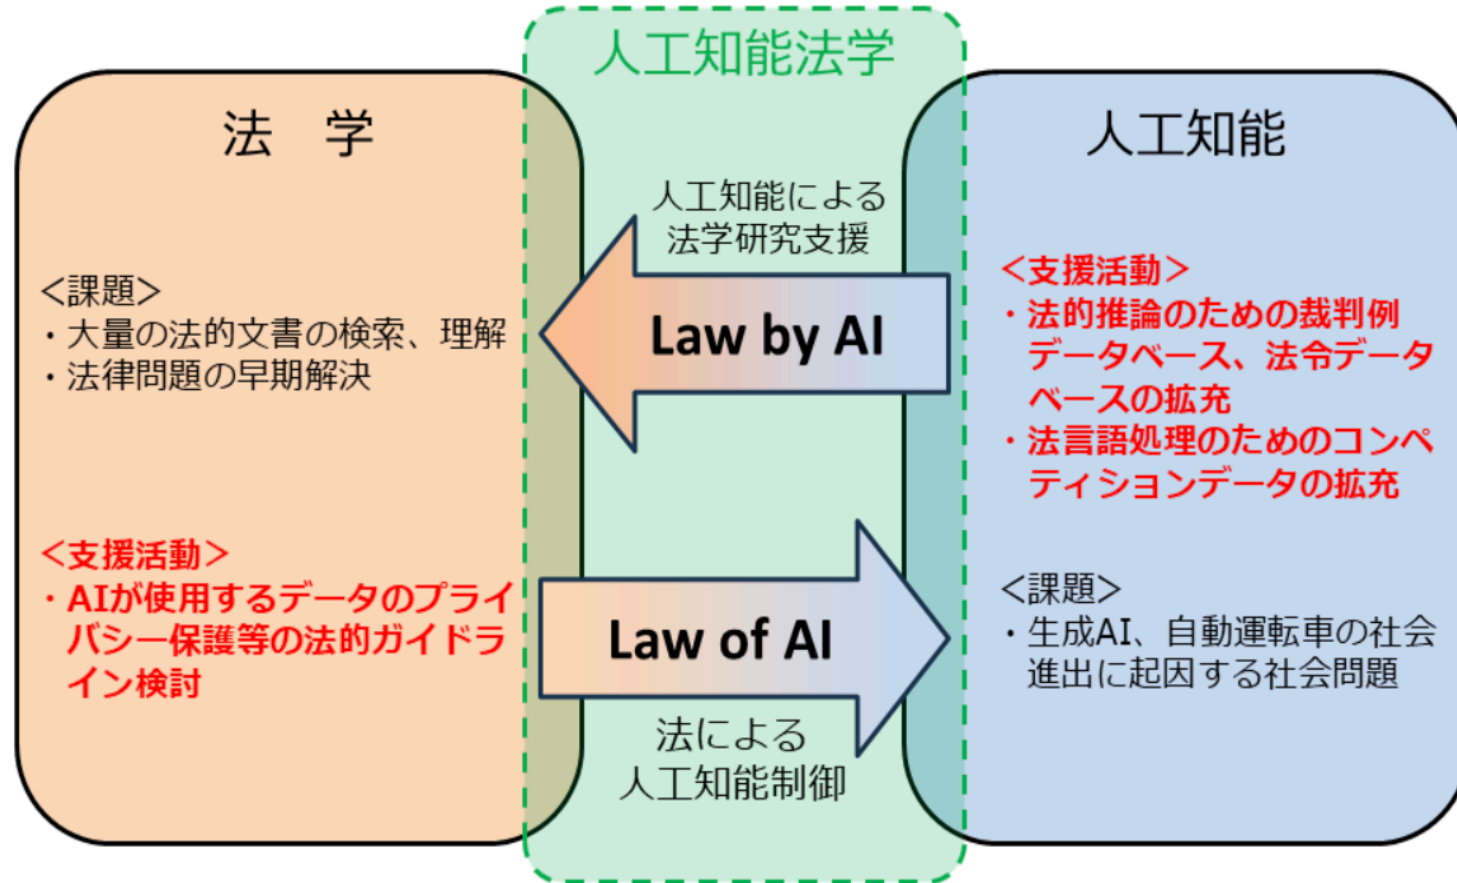 人工知能法学
法　学
＜課題＞
・大量の法的文書の検索、理解
・法律問題の早期解決
＜支援活動＞
・AIが使用するデータのプライ
バシー保護等の法的ガイドラ
イン検討
人工知能による
法学研究支援
Law by AI
Law of AI
法による
人工知能制御
人工知能
＜支援活動＞
・法的推論のための裁判例
データベース、法令データ
ベースの拡充
・法言語処理のためのコンペ
ティションデータの拡充
＜課題＞
・生成AI、自動運転車の社会
進出に起因する社会問題